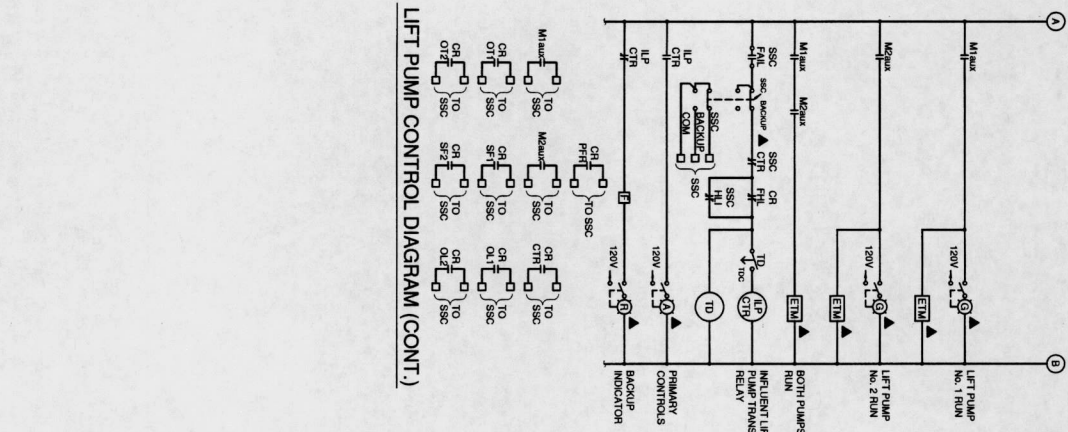 A
B
M1aux
G
120V
ETM
LIFT PUMP
No. 1 RUN
M2aux
G
120V
ETM
LIFT PUMP
No. 2 RUN
M1aux
M2aux
ETM
BOTH PUMPS
RUN
SSC
FAIL
SSC
BACKUP
SSC
CTR
CR
FHL
TD
TDC
ILP
CTR
INFLUENT LIF
PUMP TRANS
RELAY
SSC
BACKUP
COM
SSC
SSC
HLI
TD
ILP
CTR
120V
A
PRIMARY
CONTROLS
ILP
CTR
F
120V
R
BACKUP
INDICATOR
CR
PFR
TO SSC
M1aux
TO
SSC
M2aux
TO
SSC
CR
CTR
TO
SSC
CR
OT1
TO
SSC
CR
SF1
TO
SSC
CR
OL1
TO
SSC
CR
OT2
TO
SSC
CR
SF2
TO
SSC
CR
OL2
TO
SSC
LIFT PUMP CONTROL DIAGRAM (CONT.)